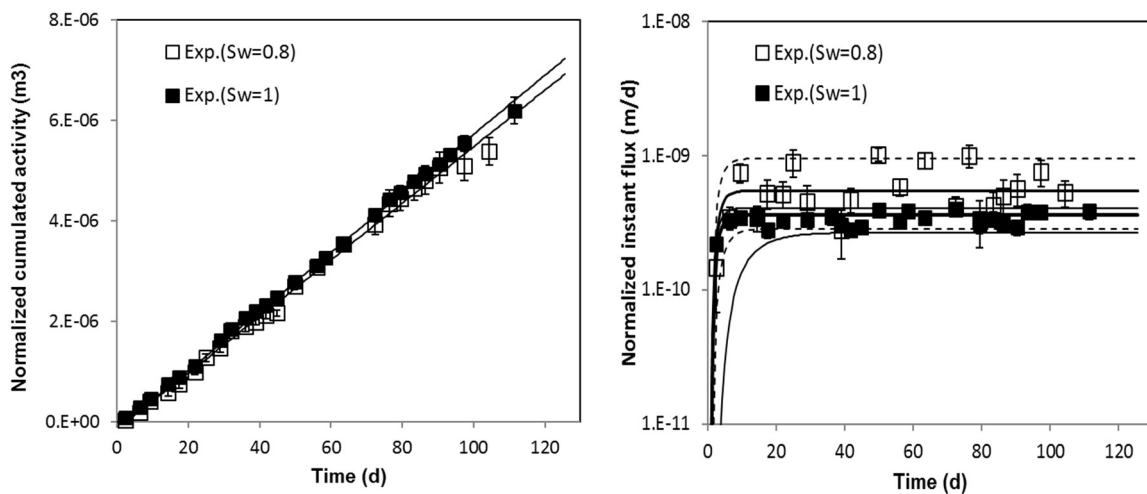 Normalized cumulated activity (m3)
8.E-06
6.E-06
4.E-06
2.E-06
0.E+00
Exp.(Sw=0.8)
Exp.(Sw=1)
0 20 40 60 80 100 120
Time (d)
Normalized instant flux (m/d)
1.E-08
1.E-09
1.E-10
1.E-11
Exp.(Sw=0.8)
Exp.(Sw=1)
0 20 40 60 80 100 120
Time (d)